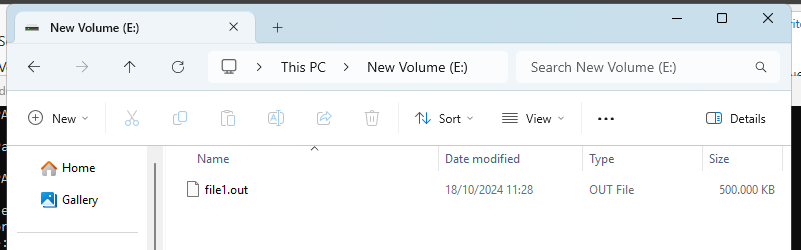 New Volume (E:)
This PC > New Volume (E:)
Search New Volume (E:)
New
Sort
View
Details
Name
Date modified
Type
Size
Home
file1.out
18/10/2024 11:28
OUT File
500.000 KB
Gallery